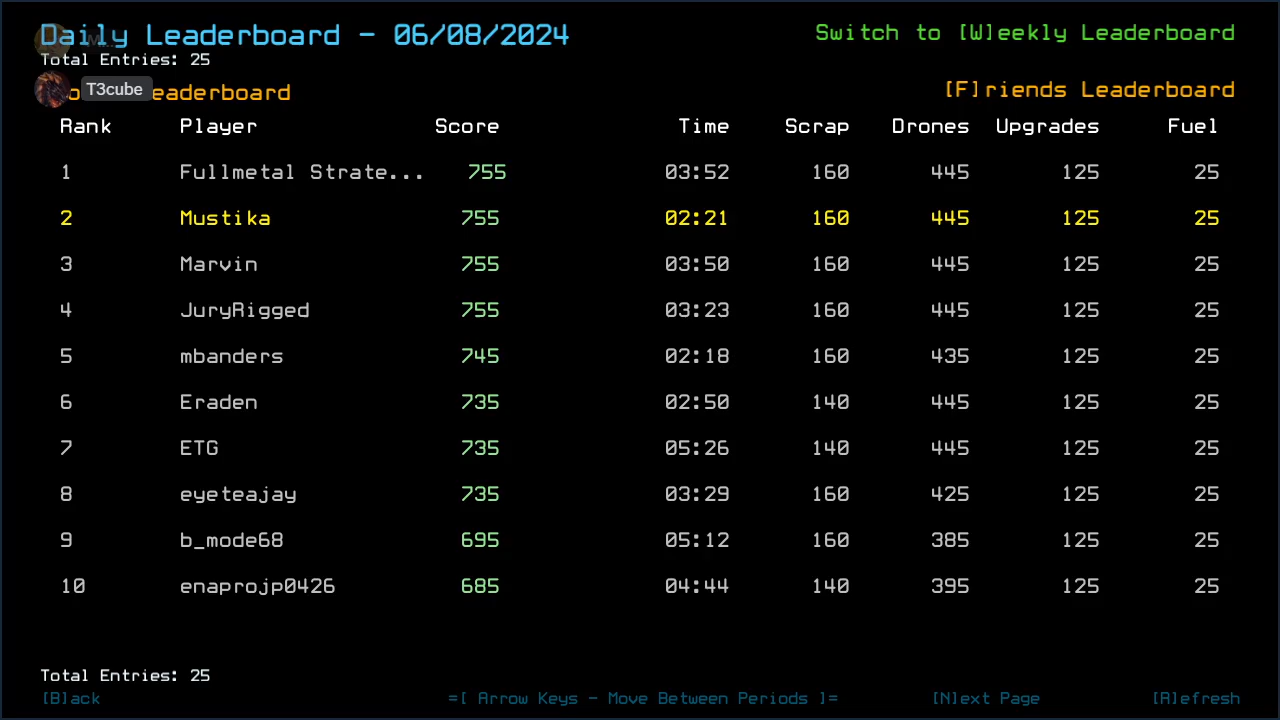 Daily Leaderboard - 06/08/2024
Switch to [W]eekly Leaderboard
Total Entries: 25
T3cube
Leaderboard
[F]riends Leaderboard
Rank Player Score Time Scrap Drones Upgrades Fuel
1 Fullmetal Strate... 755 03:52 160 445 125 25
2 Mustika 755 02:21 160 445 125 25
3 Marvin 755 03:50 160 445 125 25
4 JuryRigged 755 03:23 160 445 125 25
5 mbanders 745 02:18 160 435 125 25
6 Eraden 735 02:50 140 445 125 25
7 ETG 735 05:26 140 445 125 25
8 eyeteajay 735 03:29 160 425 125 25
9 b_mode68 695 05:12 160 385 125 25
10 enaprojp0426 685 04:44 140 395 125 25
Total Entries: 25
[B]ack =[ Arrow Keys - Move Between Periods ]= [N]ext Page [R]efresh